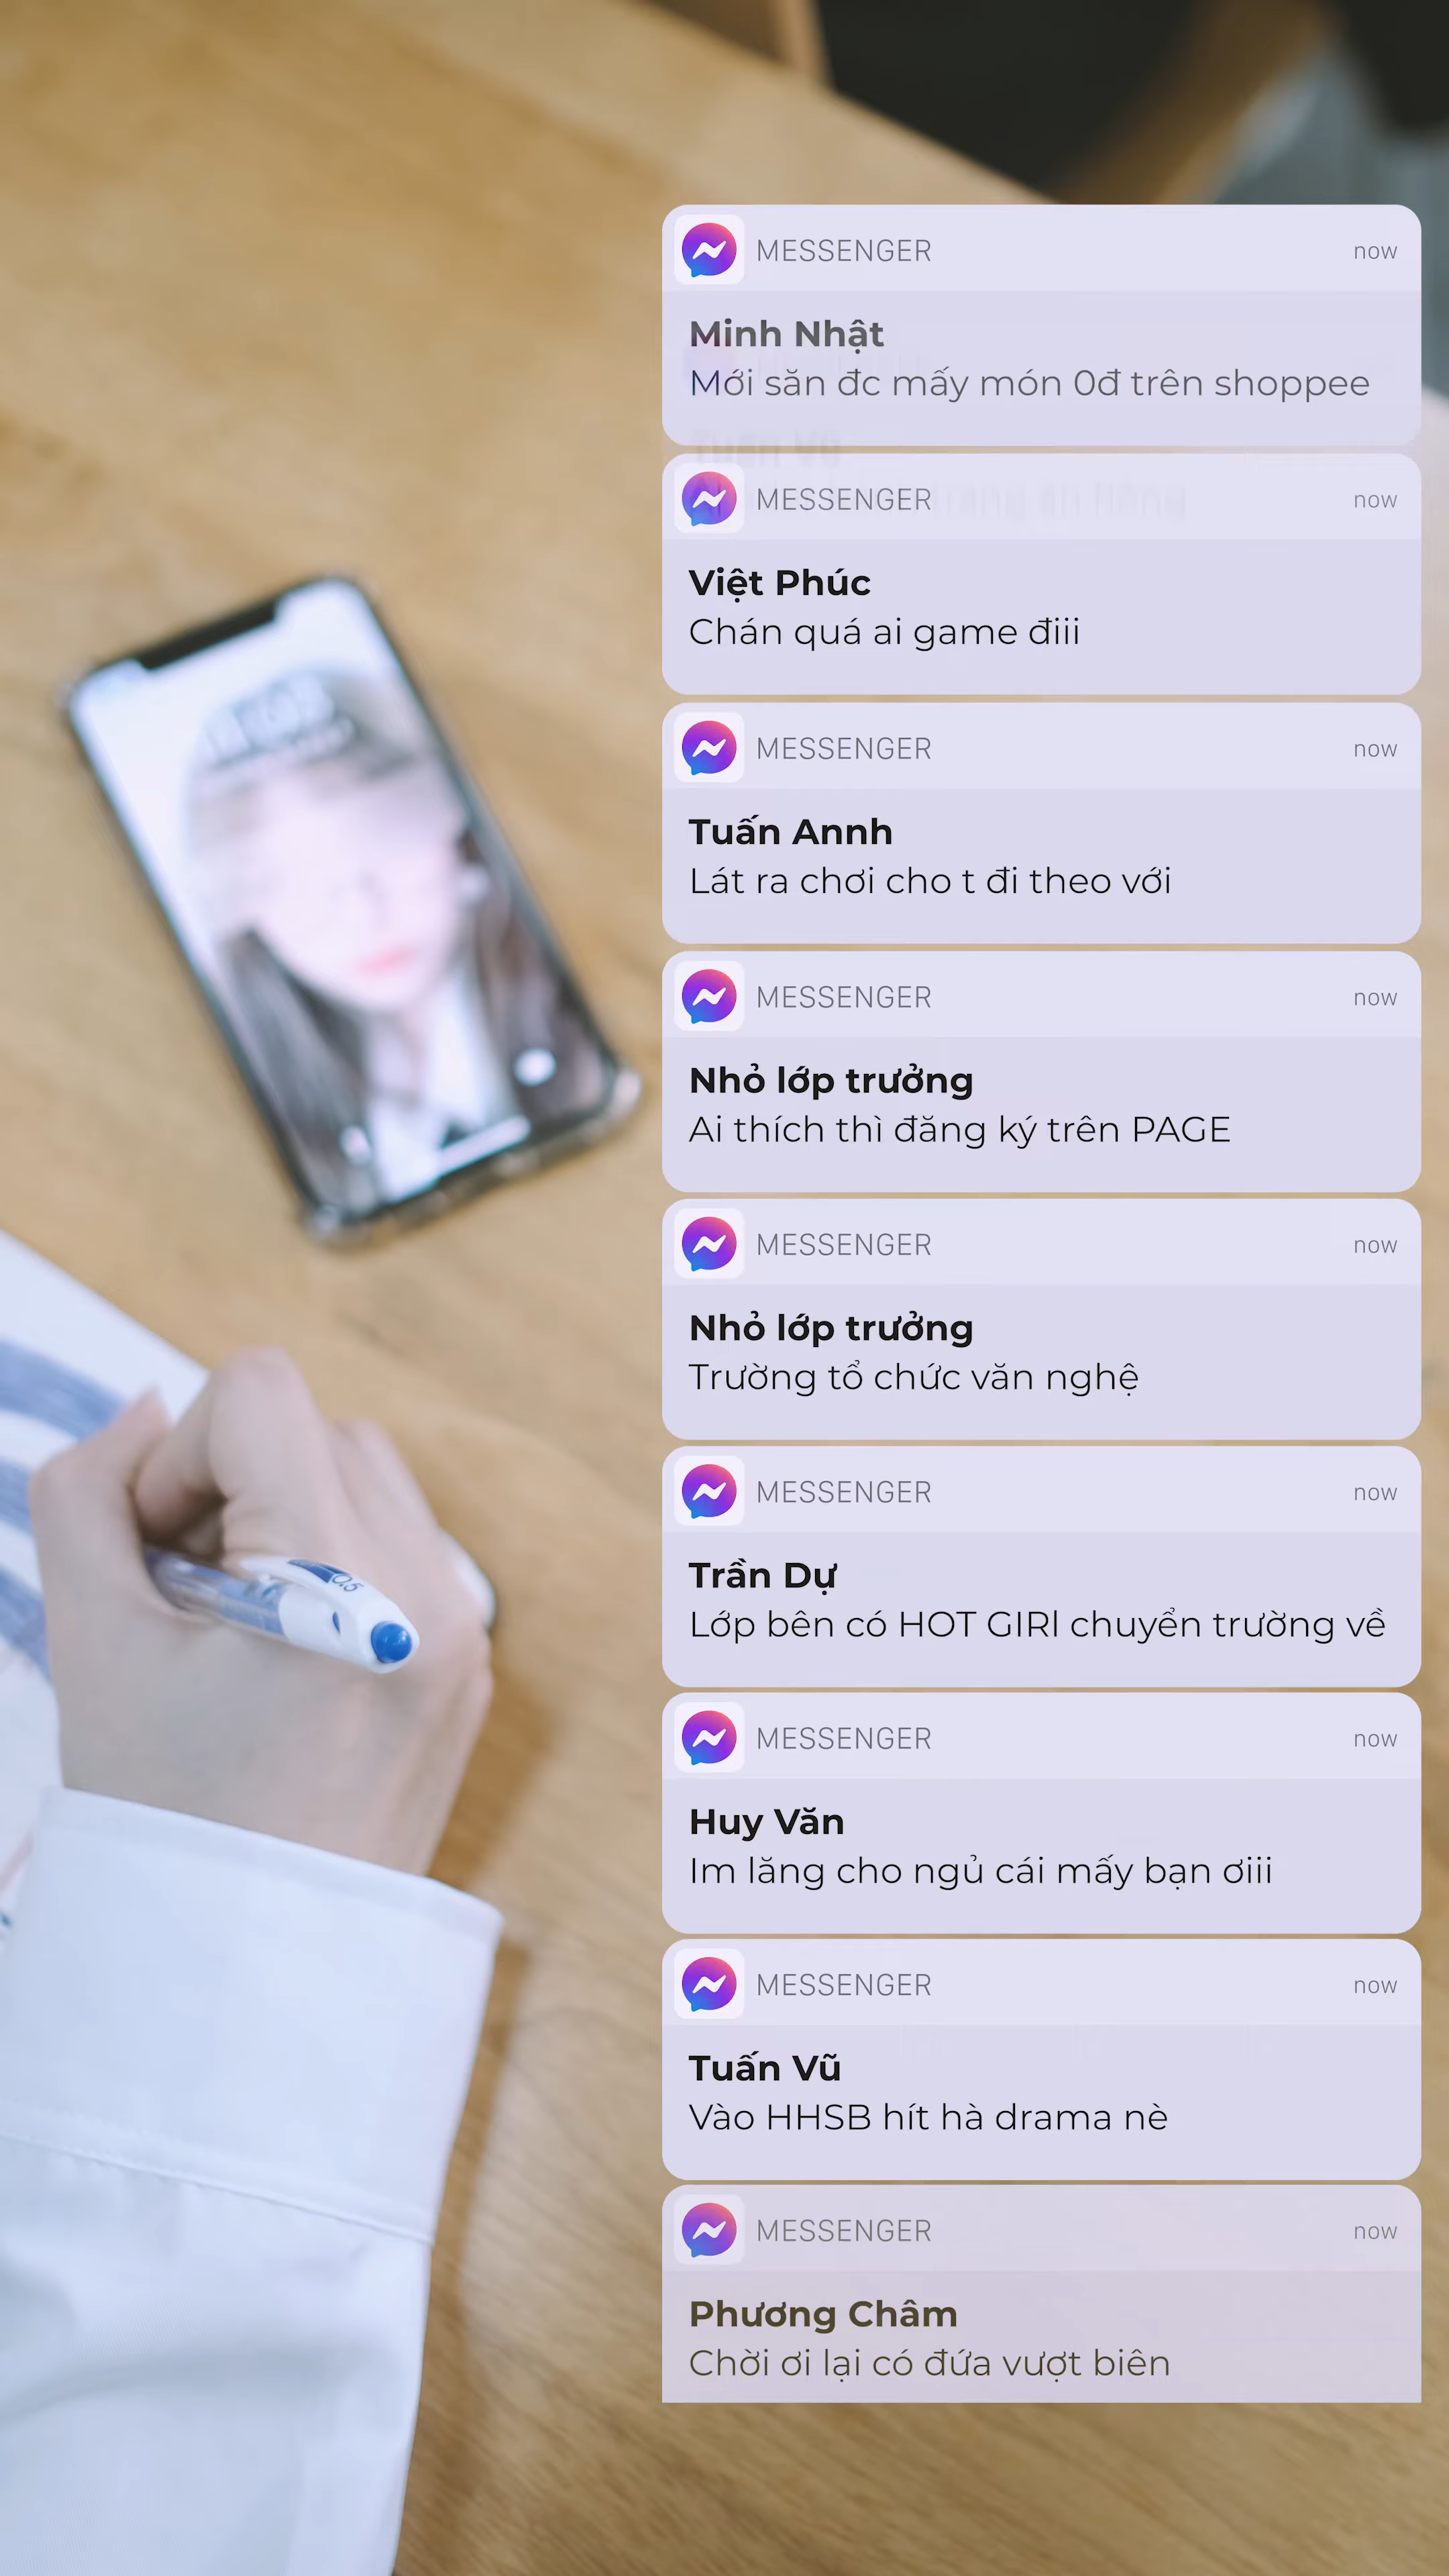 MESSENGER now
Minh Nhật
Mới săn đc mấy món 0đ trên shoppee
MESSENGER now
Việt Phúc
Chán quá ai game điii
MESSENGER now
Tuấn Annh
Lát ra chơi cho t đi theo với
MESSENGER now
Nhỏ lớp trưởng
Ai thích thì đăng ký trên PAGE
MESSENGER now
Nhỏ lớp trưởng
Trường tổ chức văn nghệ
MESSENGER now
Trần Dự
Lớp bên có HOT GIRl chuyển trường về
MESSENGER now
Huy Văn
Im lăng cho ngủ cái mấy bạn ơiii
MESSENGER now
Tuấn Vũ
Vào HHSB hít hà drama nè
MESSENGER now
Phương Châm
Chời ơi lại có đứa vượt biên
0.5